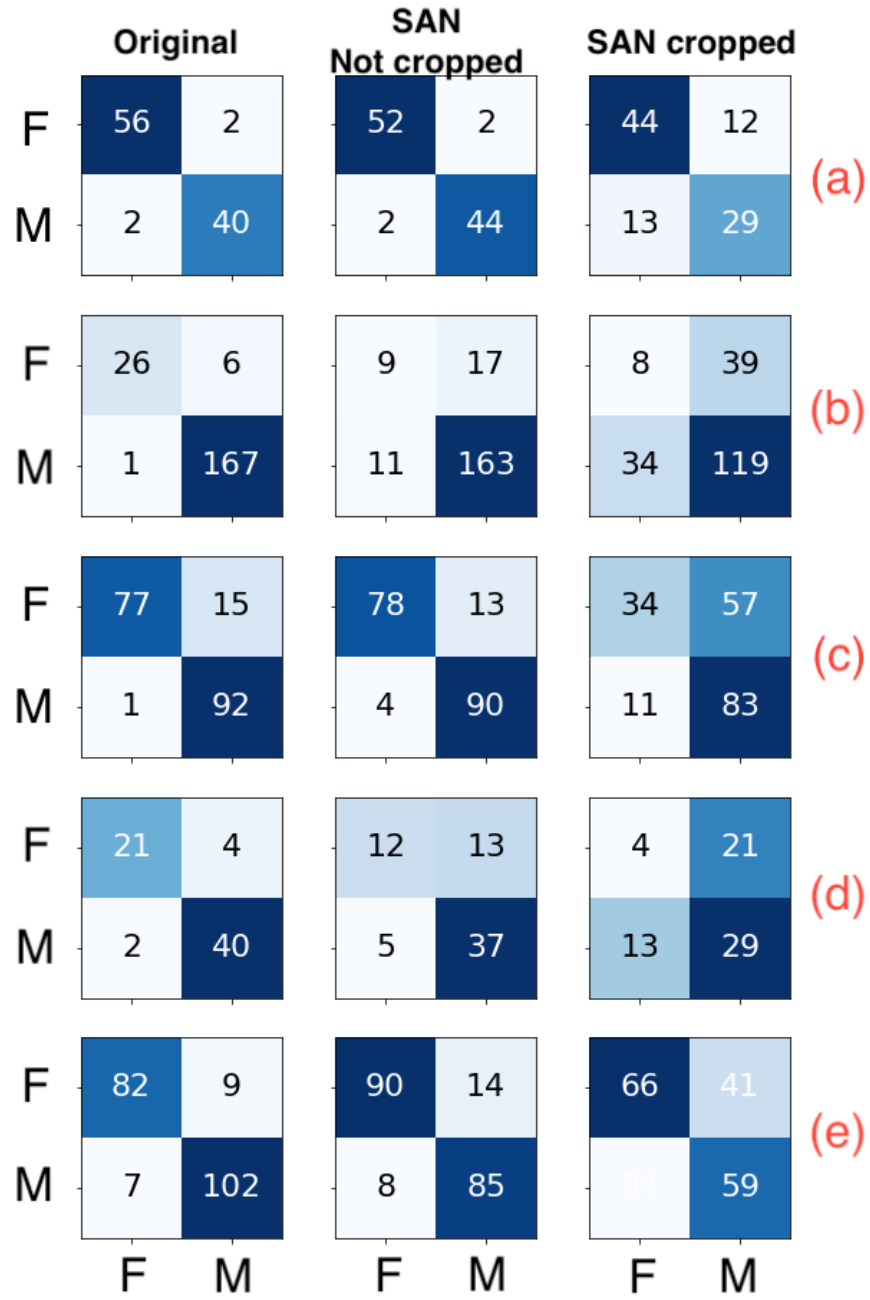 Original SAN Not cropped SAN cropped
F 56 2 52 2 44 12
(a)
M 2 40 2 44 13 29
F 26 6 9 17 8 39
(b)
M 1 167 11 163 34 119
F 77 15 78 13 34 57
(c)
M 1 92 4 90 11 83
F 21 4 12 13 4 21
(d)
M 2 40 5 37 13 29
F 82 9 90 14 66 41
(e)
M 7 102 8 85 34 59
F M F M F M